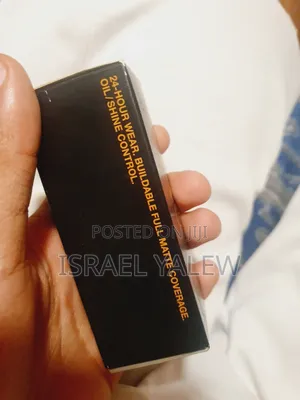 24-HOUR WEAR. BUILDABLE FULL MATTE COVERAGE.
OIL/SHINE CONTROL.
POSTED ON JIJI
ISRAEL YALEW